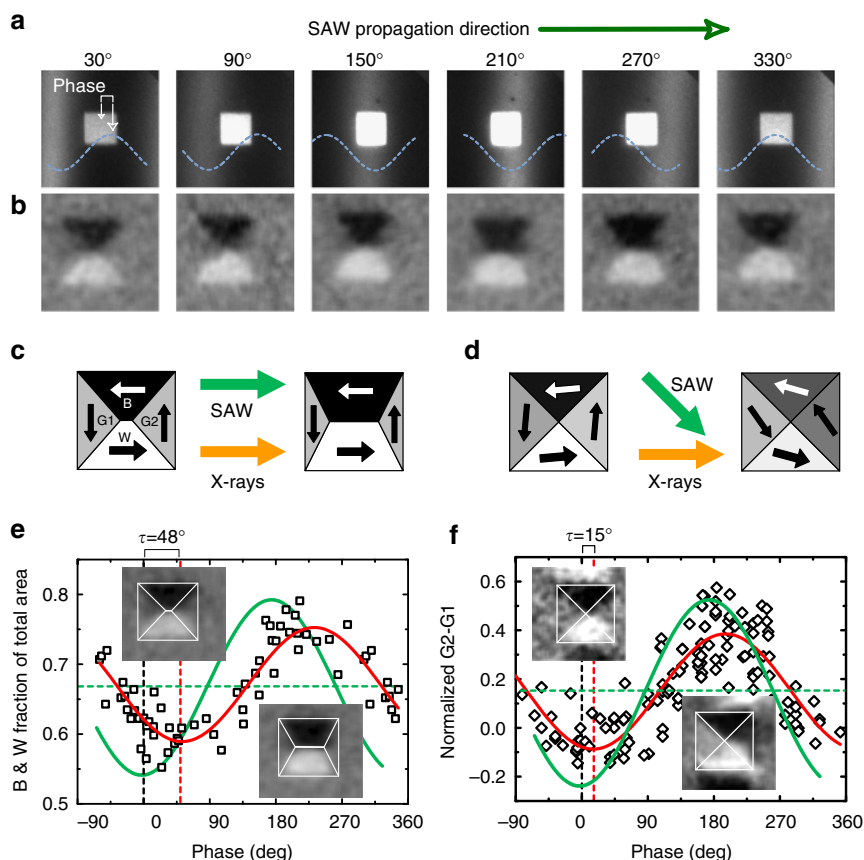 a
SAW propagation direction
30° 90° 150° 210° 270° 330°
Phase
b
c
d
B
G1 G2
W
SAW
X-rays
SAW
X-rays
e
τ=48°
B & W fraction of total area
0.8
0.7
0.6
0.5
–90 0 90 180 270 360
Phase (deg)
f
τ=15°
Normalized G2-G1
0.6
0.4
0.2
0.0
–0.2
–90 0 90 180 270 360
Phase (deg)